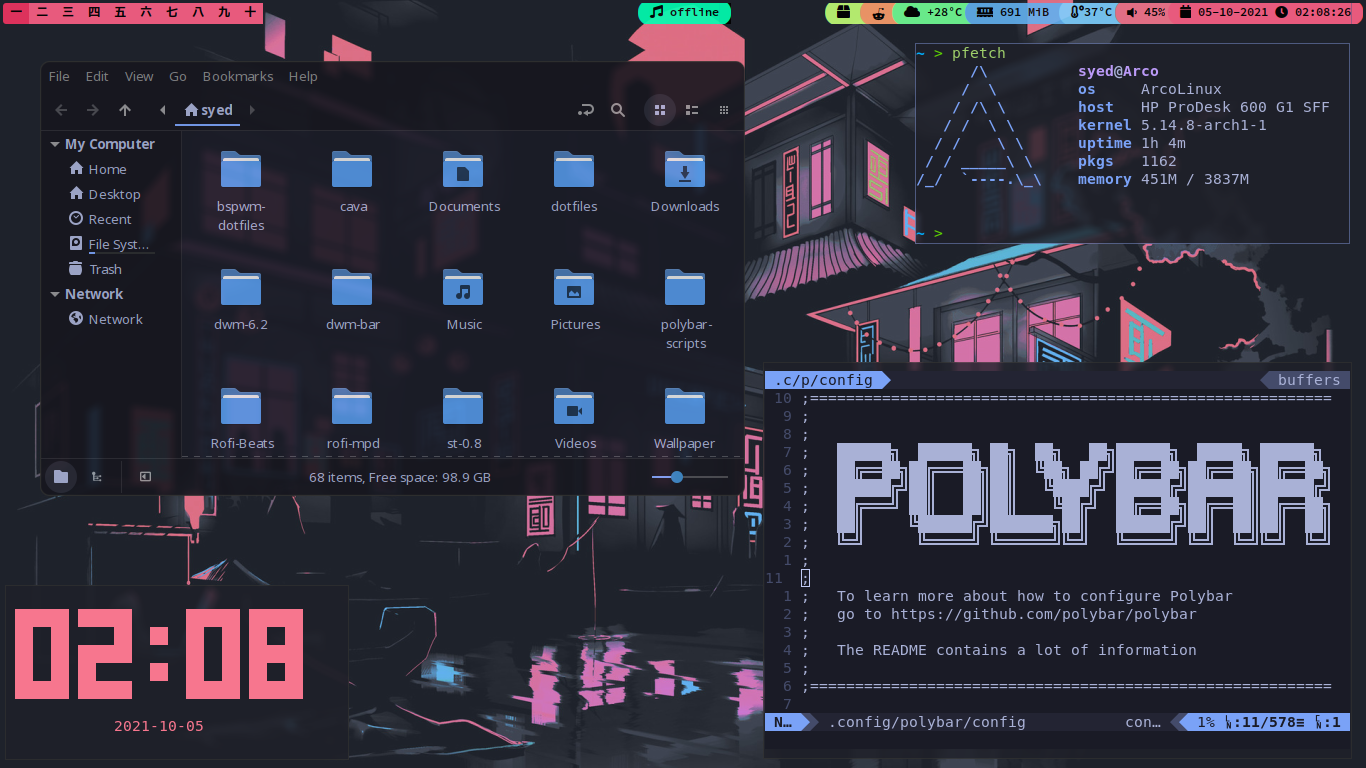 一 二 三 四 五 六 七 八 九 十
offline
+28°C 691 MiB 37°C 45% 05-10-2021 02:08:26
File Edit View Go Bookmarks Help
syed
My Computer
Home
Desktop
Recent
File Syst...
Trash
Network
Network
bspwm-dotfiles
cava
Documents
dotfiles
Downloads
dwm-6.2
dwm-bar
Music
Pictures
polybar-scripts
Rofi-Beats
rofi-mpd
st-0.8
Videos
Wallpaper
68 items, Free space: 98.9 GB
~ > pfetch
syed@Arco
os ArcoLinux
host HP ProDesk 600 G1 SFF
kernel 5.14.8-arch1-1
uptime 1h 4m
pkgs 1162
memory 451M / 3837M
~ >
.c/p/config buffers
10 ;==========================================================
9 ;
8 ;
7 ;
6 ;
5 ;
4 ;
3 ;
2 ;
POLYBAR
1 ;
11 ;
1 ; To learn more about how to configure Polybar
2 ; go to https://github.com/polybar/polybar
3 ;
4 ; The README contains a lot of information
5 ;
6 ;==========================================================
7
N… .config/polybar/config con… 1% ㏑:11/578≡ ㏑:1
02:08
2021-10-05